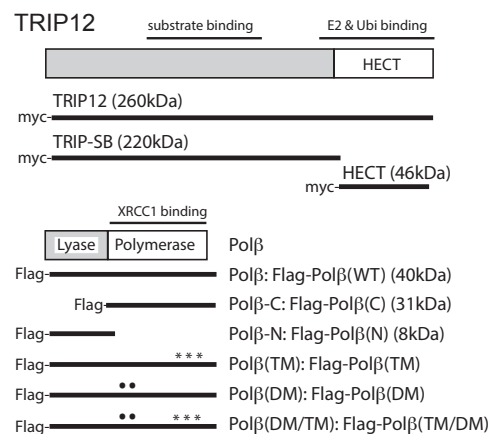 TRIP12
substrate binding E2 & Ubi binding
HECT
TRIP12 (260kDa)
myc-
TRIP-SB (220kDa)
myc-
HECT (46kDa)
myc-
XRCC1 binding
Lyase Polymerase Polβ
Flag- Polβ: Flag-Polβ(WT) (40kDa)
Flag- Polβ-C: Flag-Polβ(C) (31kDa)
Flag- Polβ-N: Flag-Polβ(N) (8kDa)
Flag- *** Polβ(TM): Flag-Polβ(TM)
Flag- •• Polβ(DM): Flag-Polβ(DM)
Flag- •• *** Polβ(DM/TM): Flag-Polβ(TM/DM)